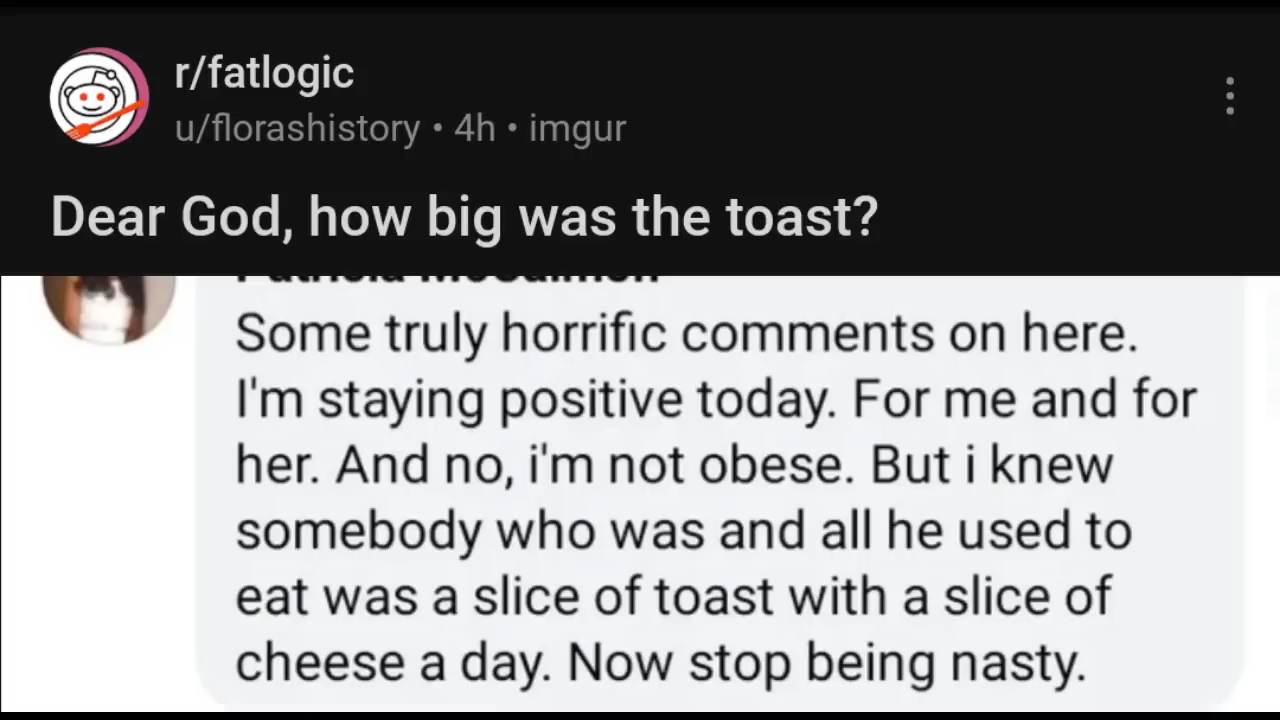 r/fatlogic
u/florashistory • 4h • imgur
Dear God, how big was the toast?
Some truly horrific comments on here.
I'm staying positive today. For me and for
her. And no, i'm not obese. But i knew
somebody who was and all he used to
eat was a slice of toast with a slice of
cheese a day. Now stop being nasty.